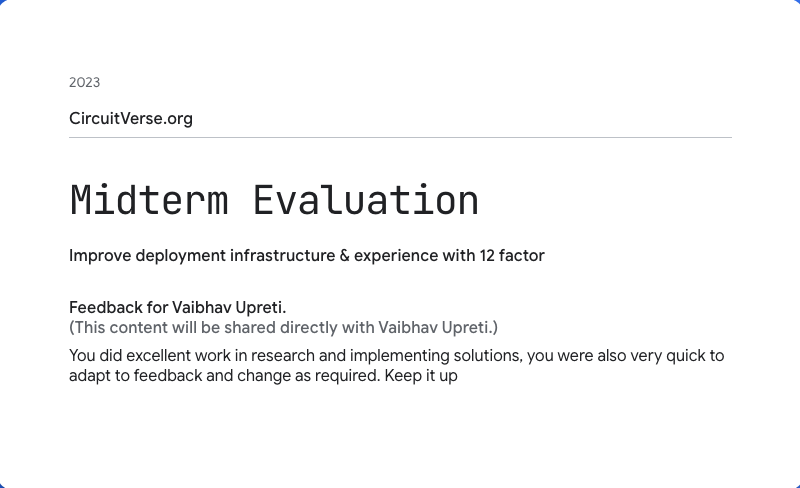 2023
CircuitVerse.org
Midterm Evaluation
Improve deployment infrastructure & experience with 12 factor
Feedback for Vaibhav Upreti.
(This content will be shared directly with Vaibhav Upreti.)
You did excellent work in research and implementing solutions, you were also very quick to
adapt to feedback and change as required. Keep it up